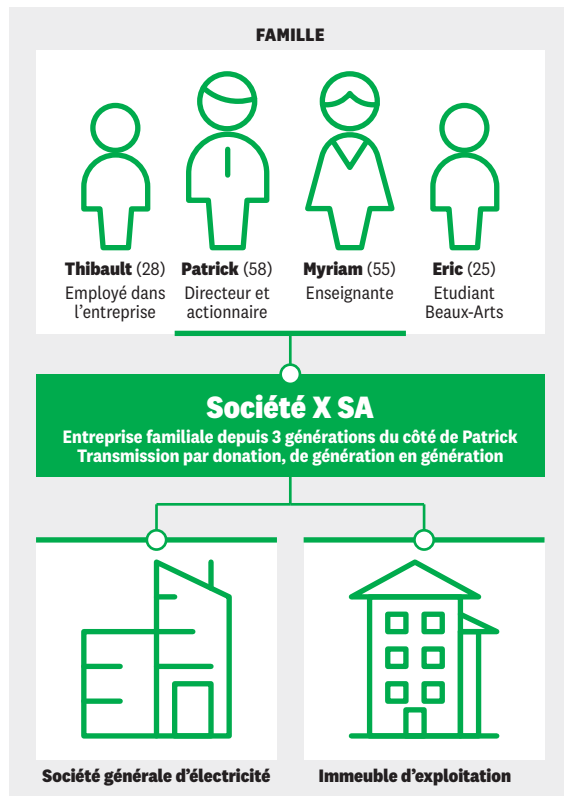 FAMILLE
Thibault (28) Patrick (58) Myriam (55) Eric (25)
Employé dans l'entreprise
Directeur et actionnaire
Enseignante
Etudiant Beaux-Arts
Société X SA
Entreprise familiale depuis 3 générations du côté de Patrick
Transmission par donation, de génération en génération
Société générale d'électricité
Immeuble d'exploitation